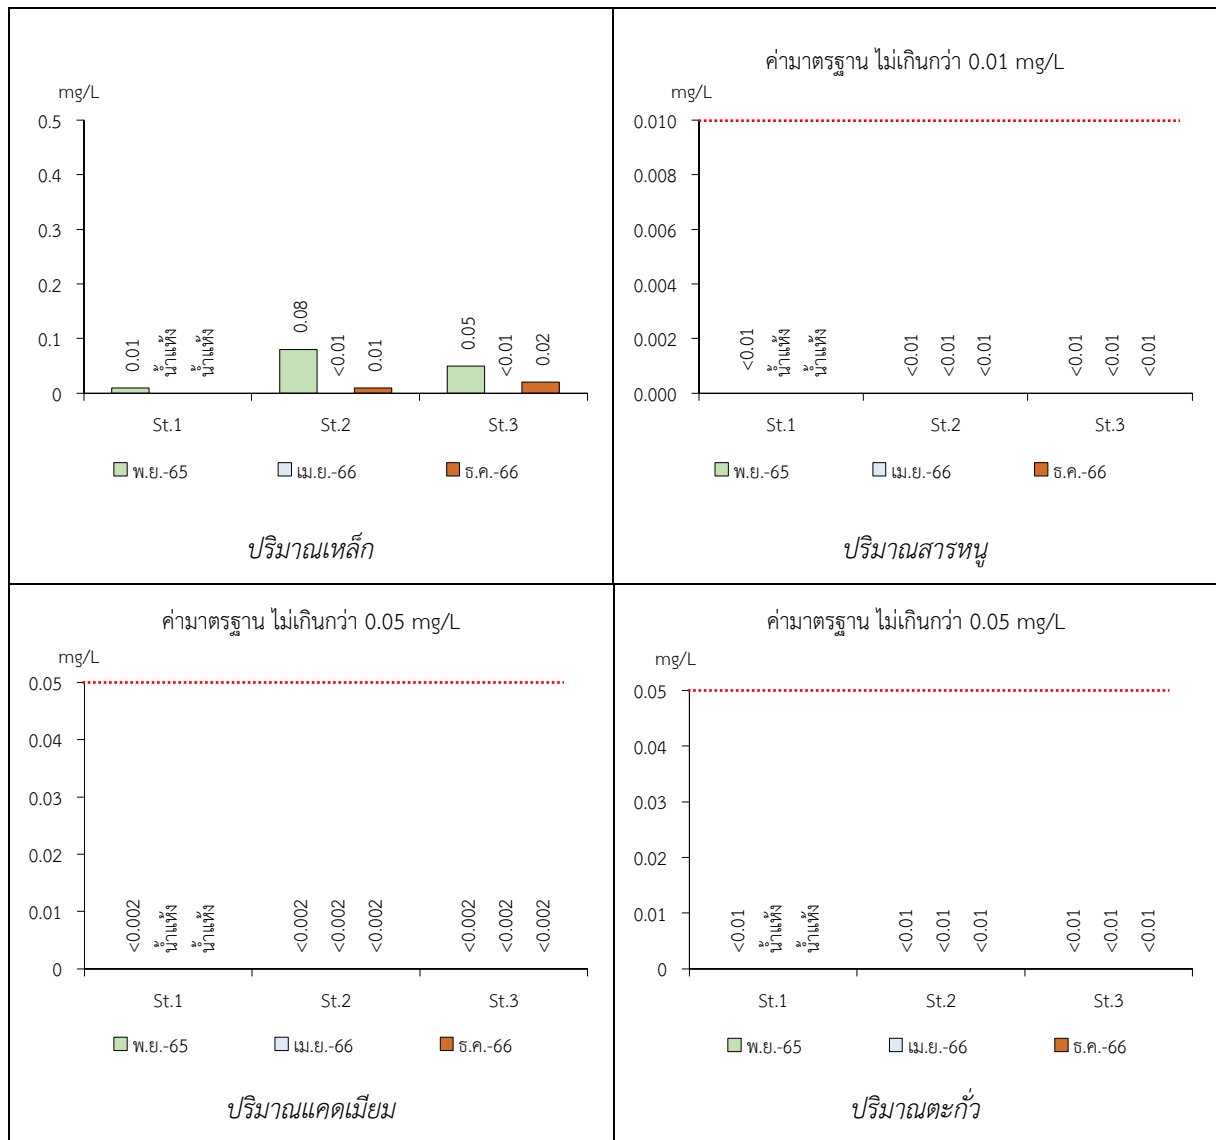 mg/L
0.5
0.4
0.3
0.2
0.1
0
0.01
น้ำแห้ง
น้ำแห้ง
0.08
<0.01
0.01
0.05
<0.01
0.02
St.1 St.2 St.3
พ.ย.-65 เม.ย.-66 ธ.ค.-66
ปริมาณเหล็ก
ค่ามาตรฐาน ไม่เกินกว่า 0.01 mg/L
mg/L
0.010
0.008
0.006
0.004
0.002
0.000
<0.01
น้ำแห้ง
น้ำแห้ง
<0.01
<0.01
<0.01
<0.01
<0.01
<0.01
St.1 St.2 St.3
พ.ย.-65 เม.ย.-66 ธ.ค.-66
ปริมาณสารหนู
ค่ามาตรฐาน ไม่เกินกว่า 0.05 mg/L
mg/L
0.05
0.04
0.03
0.02
0.01
0
<0.002
น้ำแห้ง
น้ำแห้ง
<0.002
<0.002
<0.002
<0.002
<0.002
<0.002
St.1 St.2 St.3
พ.ย.-65 เม.ย.-66 ธ.ค.-66
ปริมาณแคดเมียม
ค่ามาตรฐาน ไม่เกินกว่า 0.05 mg/L
mg/L
0.05
0.04
0.03
0.02
0.01
0
<0.01
น้ำแห้ง
น้ำแห้ง
<0.01
<0.01
<0.01
<0.01
<0.01
<0.01
St.1 St.2 St.3
พ.ย.-65 เม.ย.-66 ธ.ค.-66
ปริมาณตะกั่ว